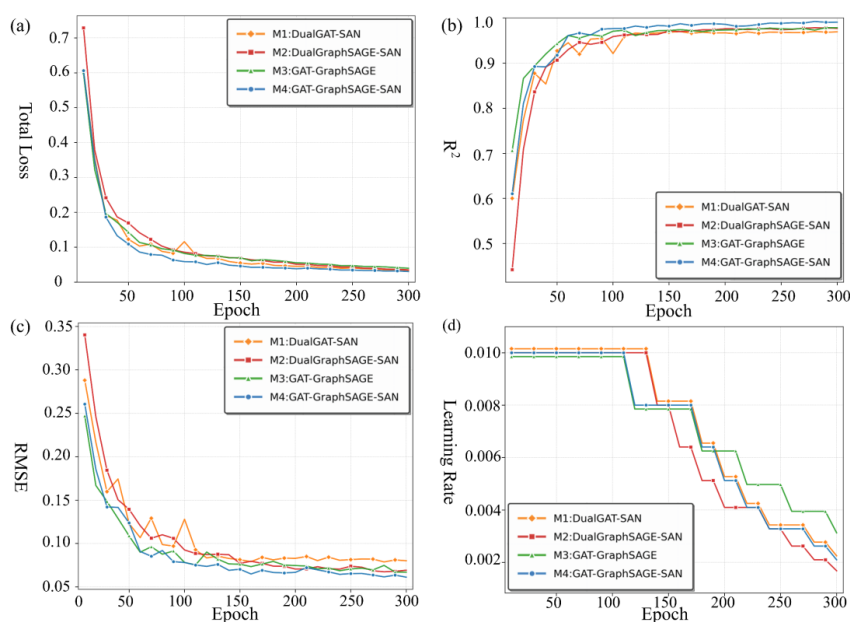 (a)
Total Loss
0.7
0.6
0.5
0.4
0.3
0.2
0.1
0
M1:DualGAT-SAN
M2:DualGraphSAGE-SAN
M3:GAT-GraphSAGE
M4:GAT-GraphSAGE-SAN
50 100 150 200 250 300
Epoch
(b)
R²
1.0
0.9
0.8
0.7
0.6
0.5
M1:DualGAT-SAN
M2:DualGraphSAGE-SAN
M3:GAT-GraphSAGE
M4:GAT-GraphSAGE-SAN
50 100 150 200 250 300
Epoch
(c)
RMSE
0.35
0.30
0.25
0.20
0.15
0.10
0.05
M1:DualGAT-SAN
M2:DualGraphSAGE-SAN
M3:GAT-GraphSAGE
M4:GAT-GraphSAGE-SAN
0 50 100 150 200 250 300
Epoch
(d)
Learning Rate
0.010
0.008
0.006
0.004
0.002
M1:DualGAT-SAN
M2:DualGraphSAGE-SAN
M3:GAT-GraphSAGE
M4:GAT-GraphSAGE-SAN
0 50 100 150 200 250 300
Epoch